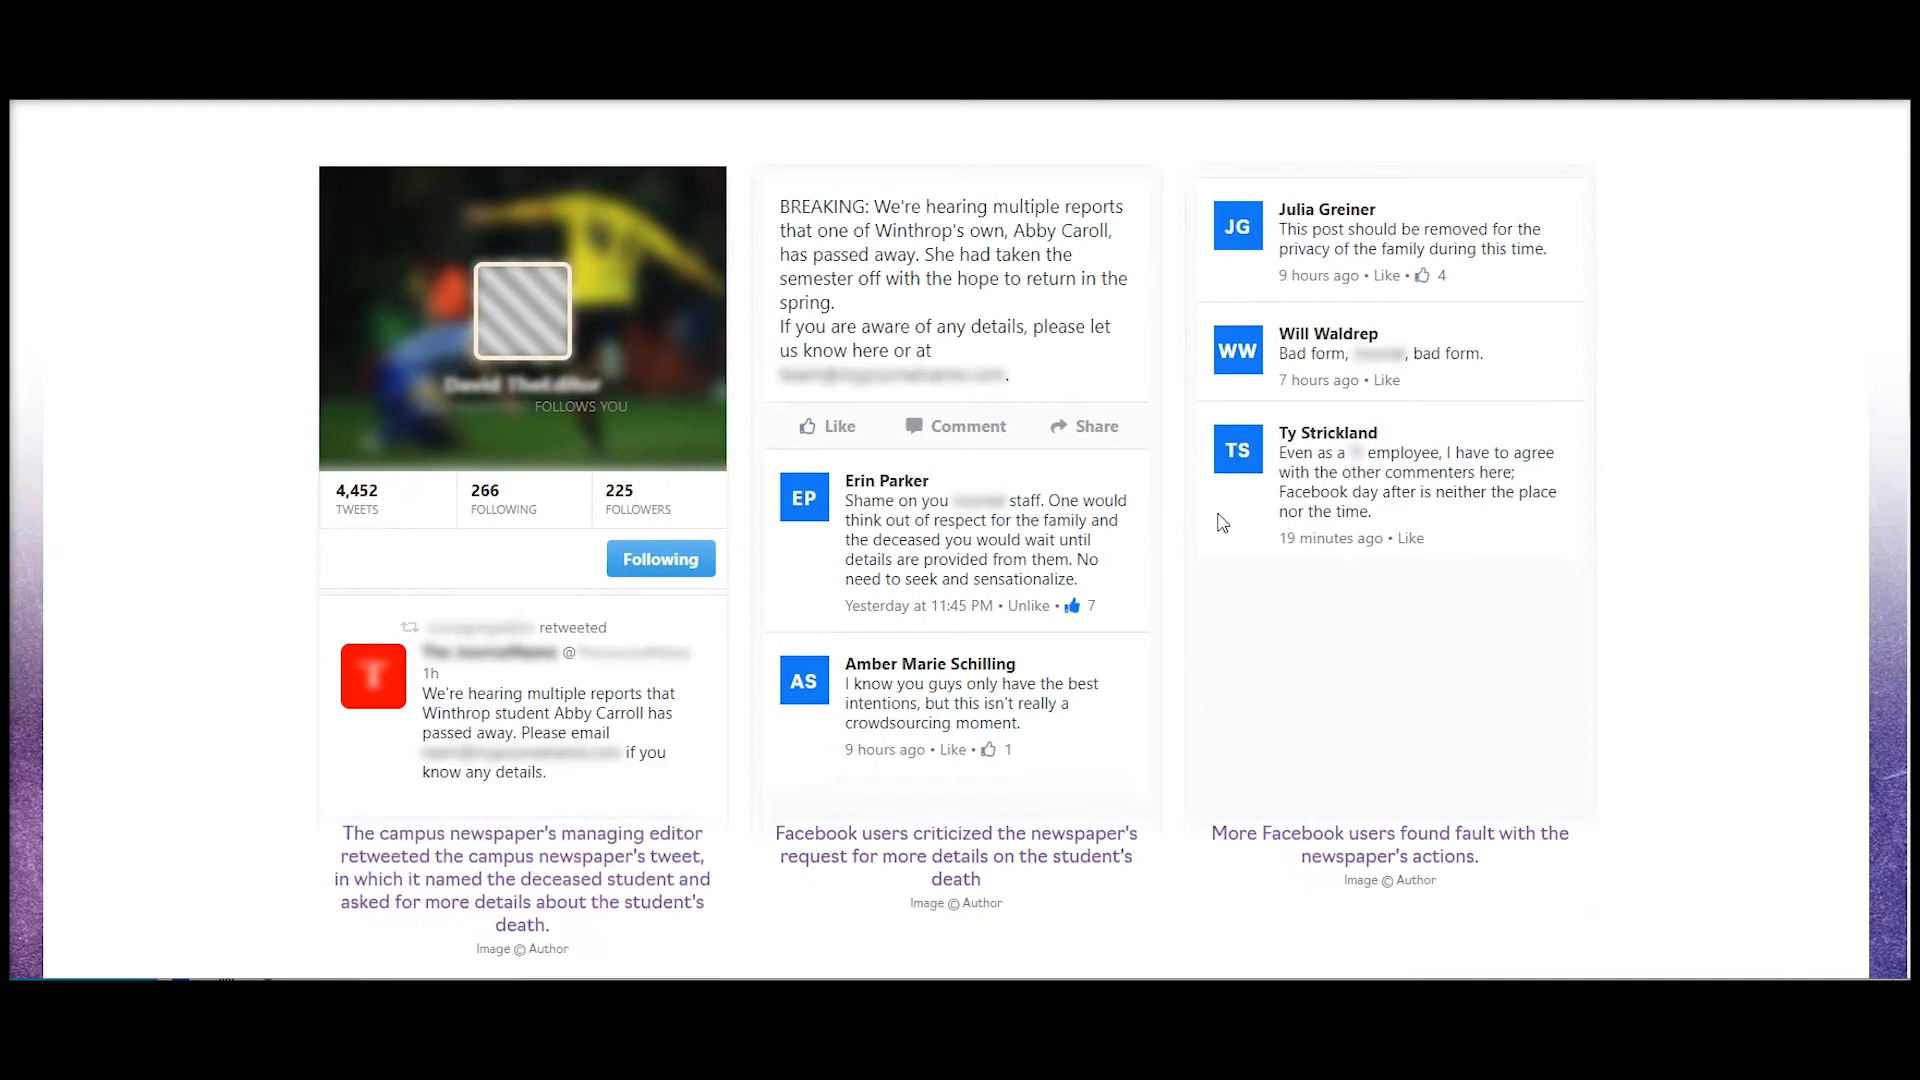 FOLLOWS YOU
4,452
TWEETS
266
FOLLOWING
225
FOLLOWERS
Following
retweeted
@
1h
We're hearing multiple reports that
Winthrop student Abby Carroll has
passed away. Please email
if you
know any details.
The campus newspaper's managing editor
retweeted the campus newspaper's tweet,
in which it named the deceased student and
asked for more details about the student's
death.
Image © Author
BREAKING: We're hearing multiple reports
that one of Winthrop's own, Abby Caroll,
has passed away. She had taken the
semester off with the hope to return in the
spring.
If you are aware of any details, please let
us know here or at
.
Like
Comment
Share
EP
Erin Parker
Shame on you staff. One would
think out of respect for the family and
the deceased you would wait until
details are provided from them. No
need to seek and sensationalize.
Yesterday at 11:45 PM • Unlike • 7
AS
Amber Marie Schilling
I know you guys only have the best
intentions, but this isn't really a
crowdsourcing moment.
9 hours ago • Like • 1
Facebook users criticized the newspaper's
request for more details on the student's
death
Image © Author
JG
Julia Greiner
This post should be removed for the
privacy of the family during this time.
9 hours ago • Like • 4
WW
Will Waldrep
Bad form, , bad form.
7 hours ago • Like
TS
Ty Strickland
Even as a employee, I have to agree
with the other commenters here;
Facebook day after is neither the place
nor the time.
19 minutes ago • Like
More Facebook users found fault with the
newspaper's actions.
Image © Author